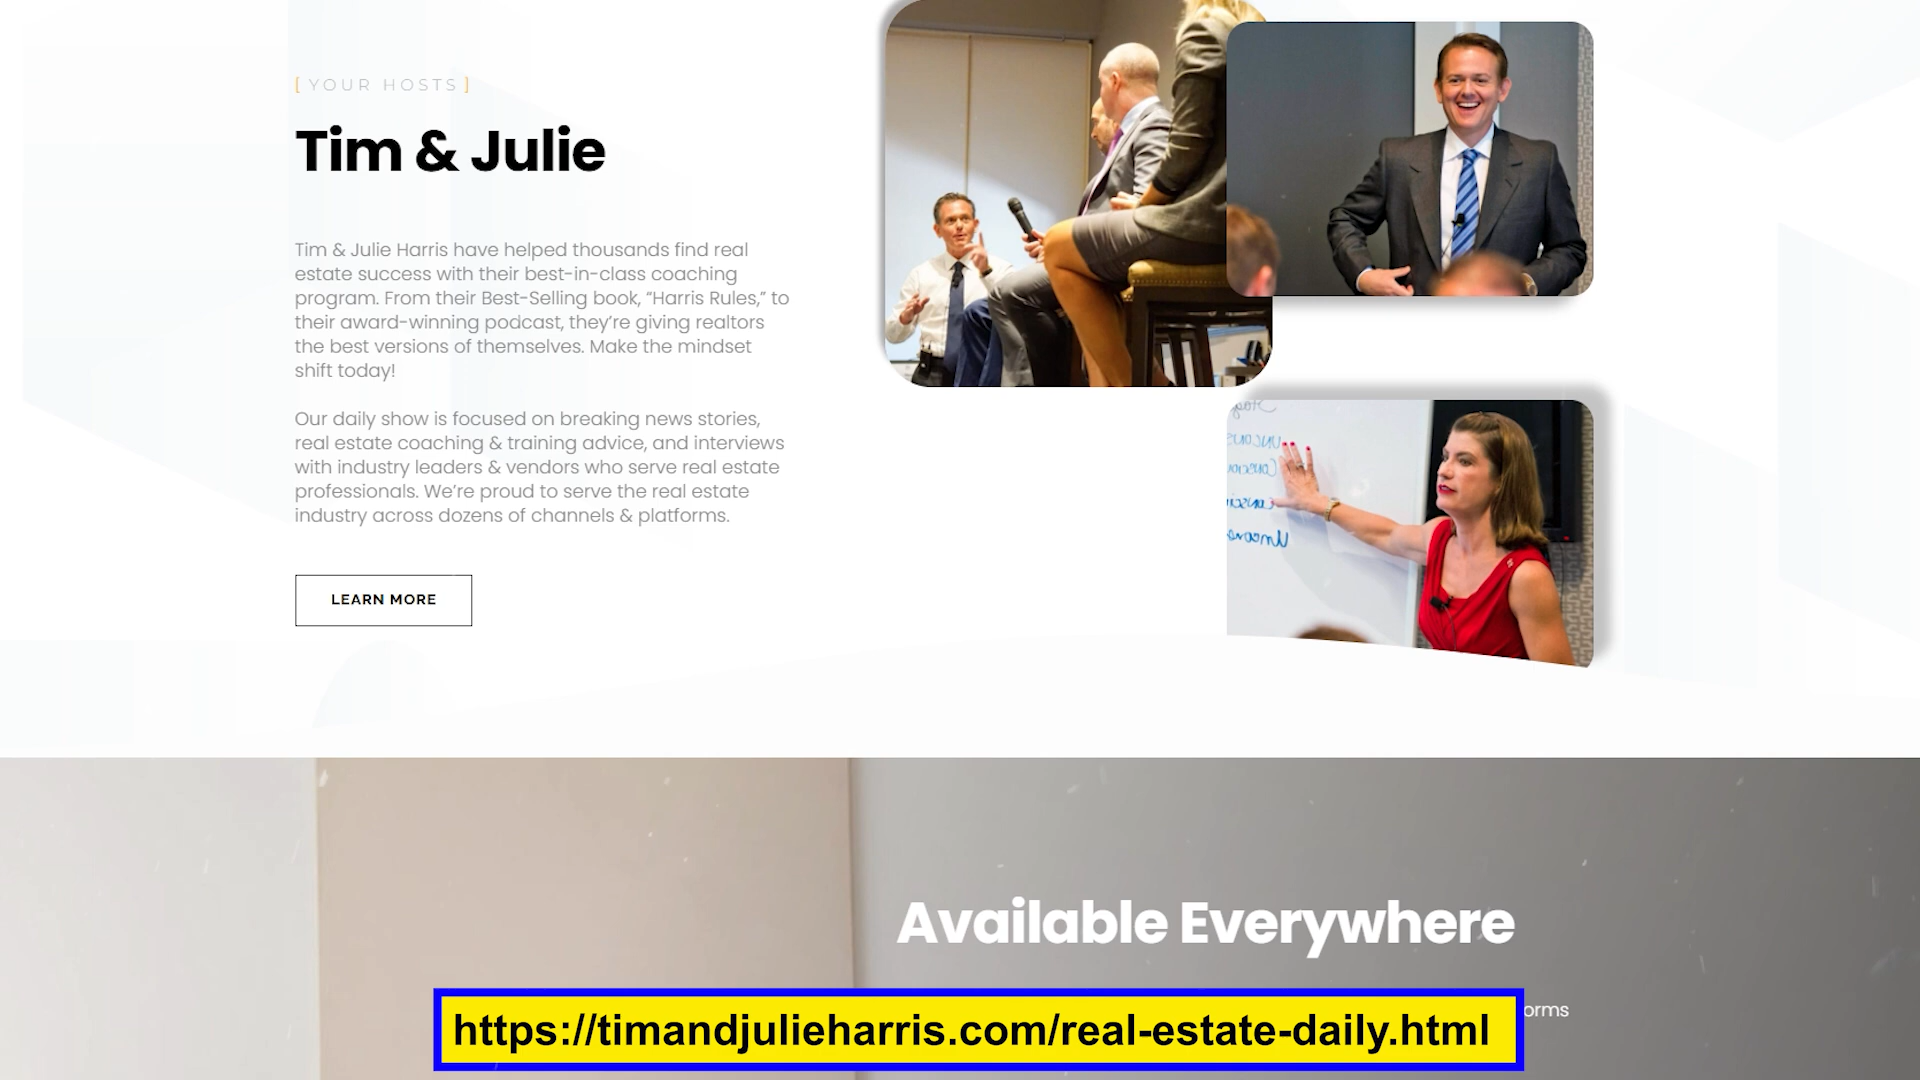 [ YOUR HOSTS ]
Tim & Julie
Tim & Julie Harris have helped thousands find real
estate success with their best-in-class coaching
program. From their Best-Selling book, “Harris Rules,” to
their award-winning podcast, they’re giving realtors
the best versions of themselves. Make the mindset
shift today!
Our daily show is focused on breaking news stories,
real estate coaching & training advice, and interviews
with industry leaders & vendors who serve real estate
professionals. We’re proud to serve the real estate
industry across dozens of channels & platforms.
LEARN MORE
Available Everywhere
https://timandjulieharris.com/real-estate-daily.html